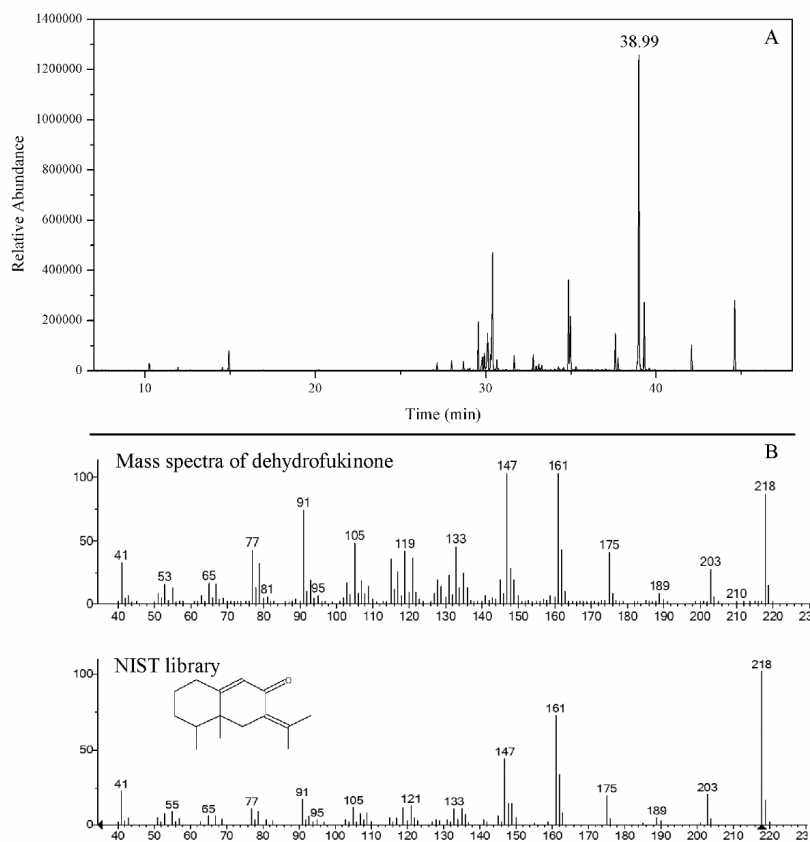 1400000
A
38.99
1200000
1000000
800000
600000
400000
200000
0
Relative Abundance
10 20 30 40
Time (min)
B
Mass spectra of dehydrofukinone
100
50
0
41 53 65 77 81 91 95 105 119 133 147 161 175 189 203 210 218
40 50 60 70 80 90 100 110 120 130 140 150 160 170 180 190 200 210 220 23
NIST library
O
100
50
0
41 55 65 77 91 95 105 121 133 147 161 175 189 203 218
40 50 60 70 80 90 100 110 120 130 140 150 160 170 180 190 200 210 220 23